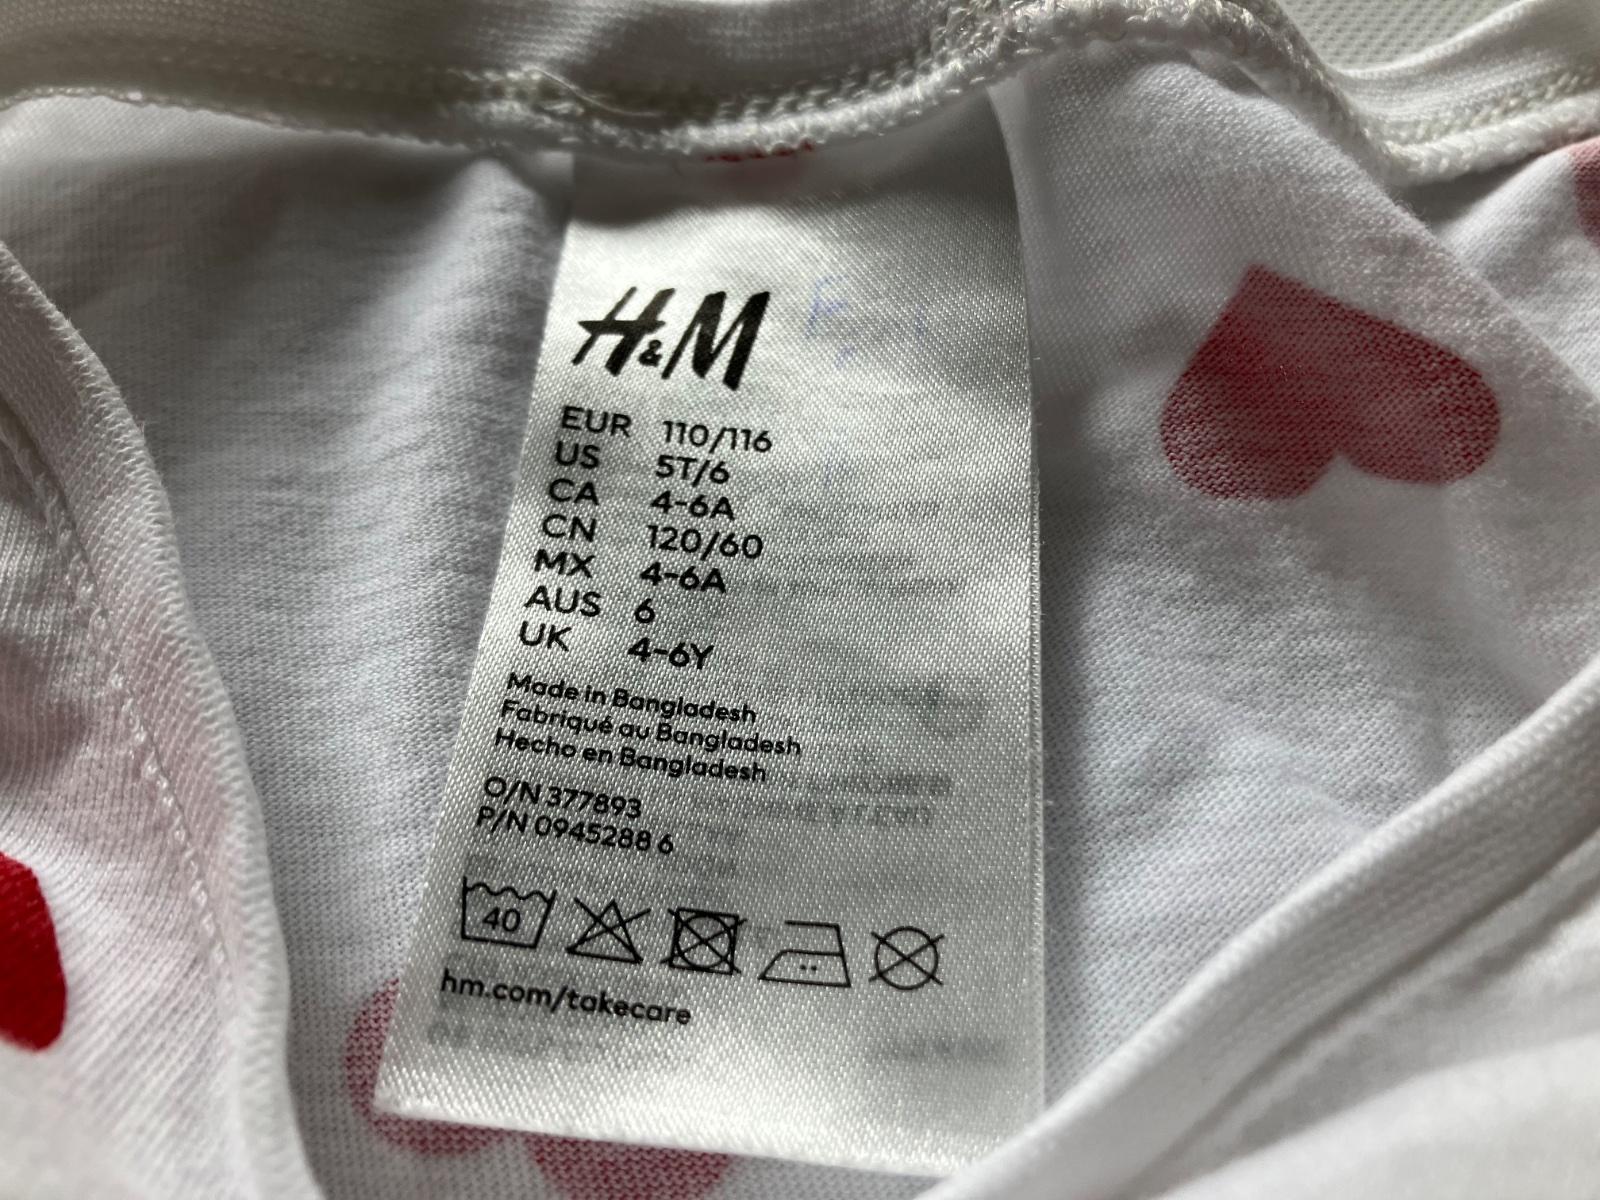 H&M
EUR 110/116
US 5T/6
CA 4-6A
CN 120/60
MX 4-6A
AUS 6
UK 4-6Y
Made in Bangladesh
Fabriqué au Bangladesh
Hecho en Bangladesh
O/N 377893
P/N 0945288 6
40
hm.com/takecare